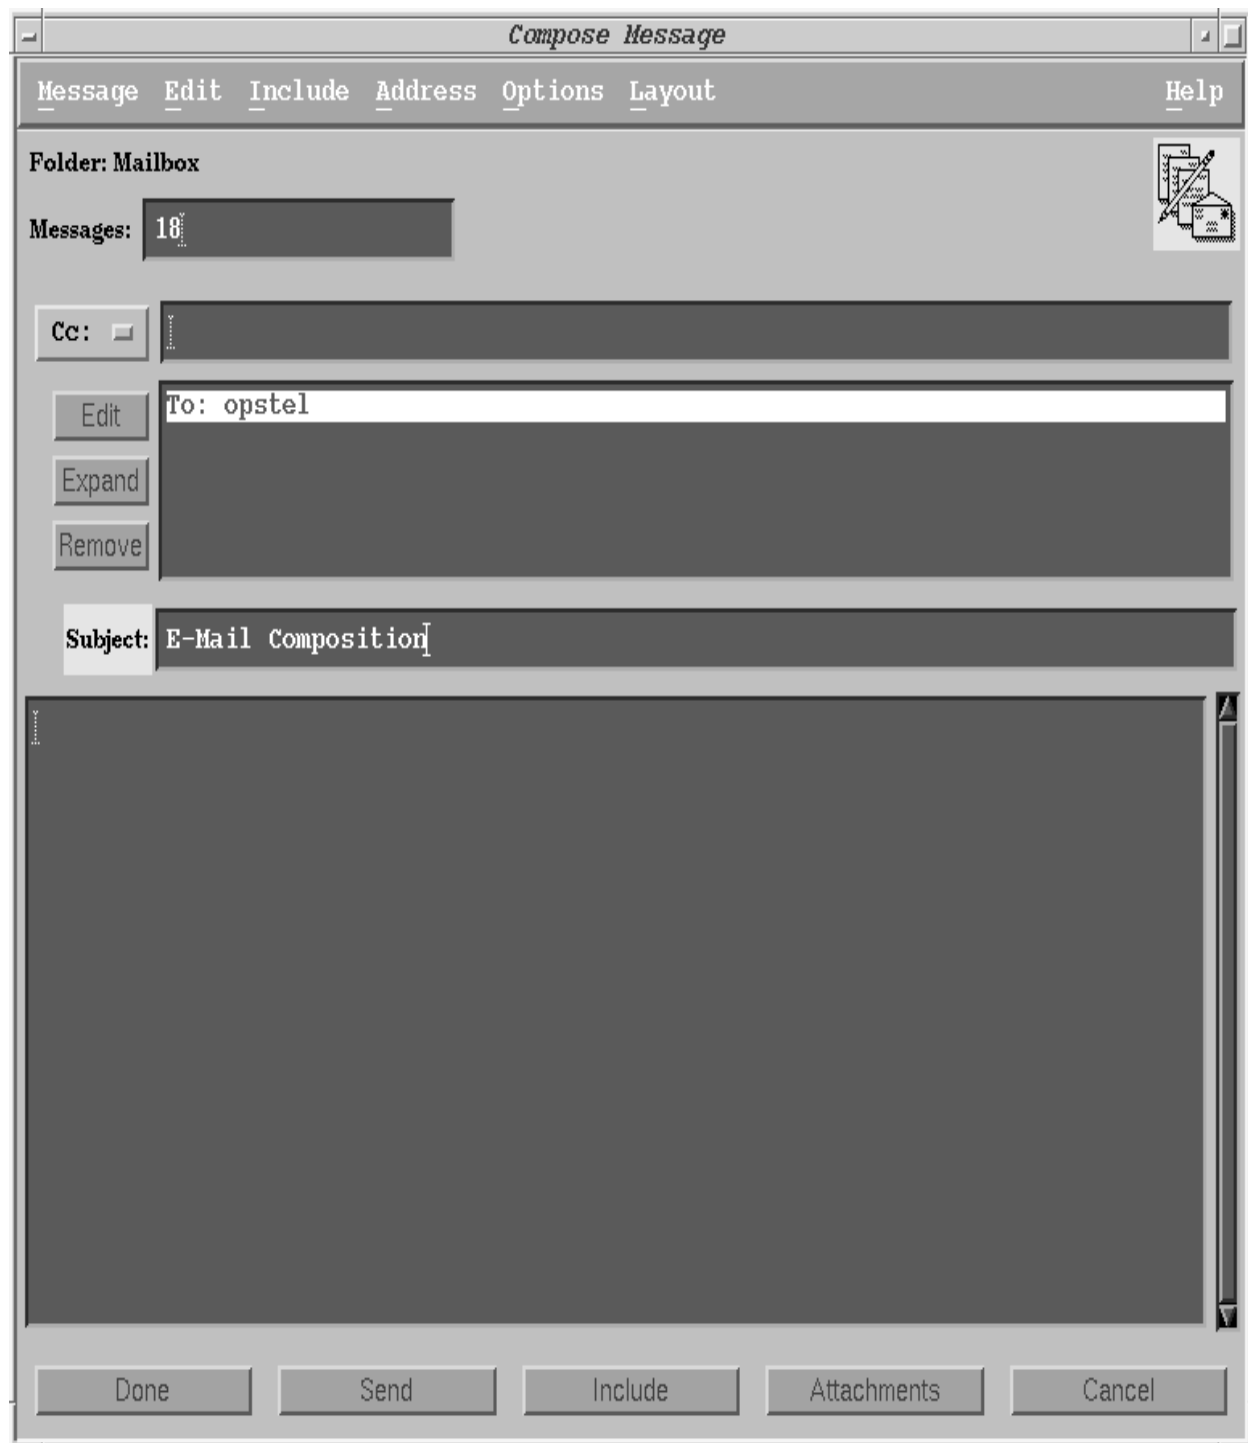 Compose Message
Message Edit Include Address Options Layout Help
Folder: Mailbox
Messages: 18
Cc:
Edit
To: opstel
Expand
Remove
Subject: E-Mail Composition
Done Send Include Attachments Cancel